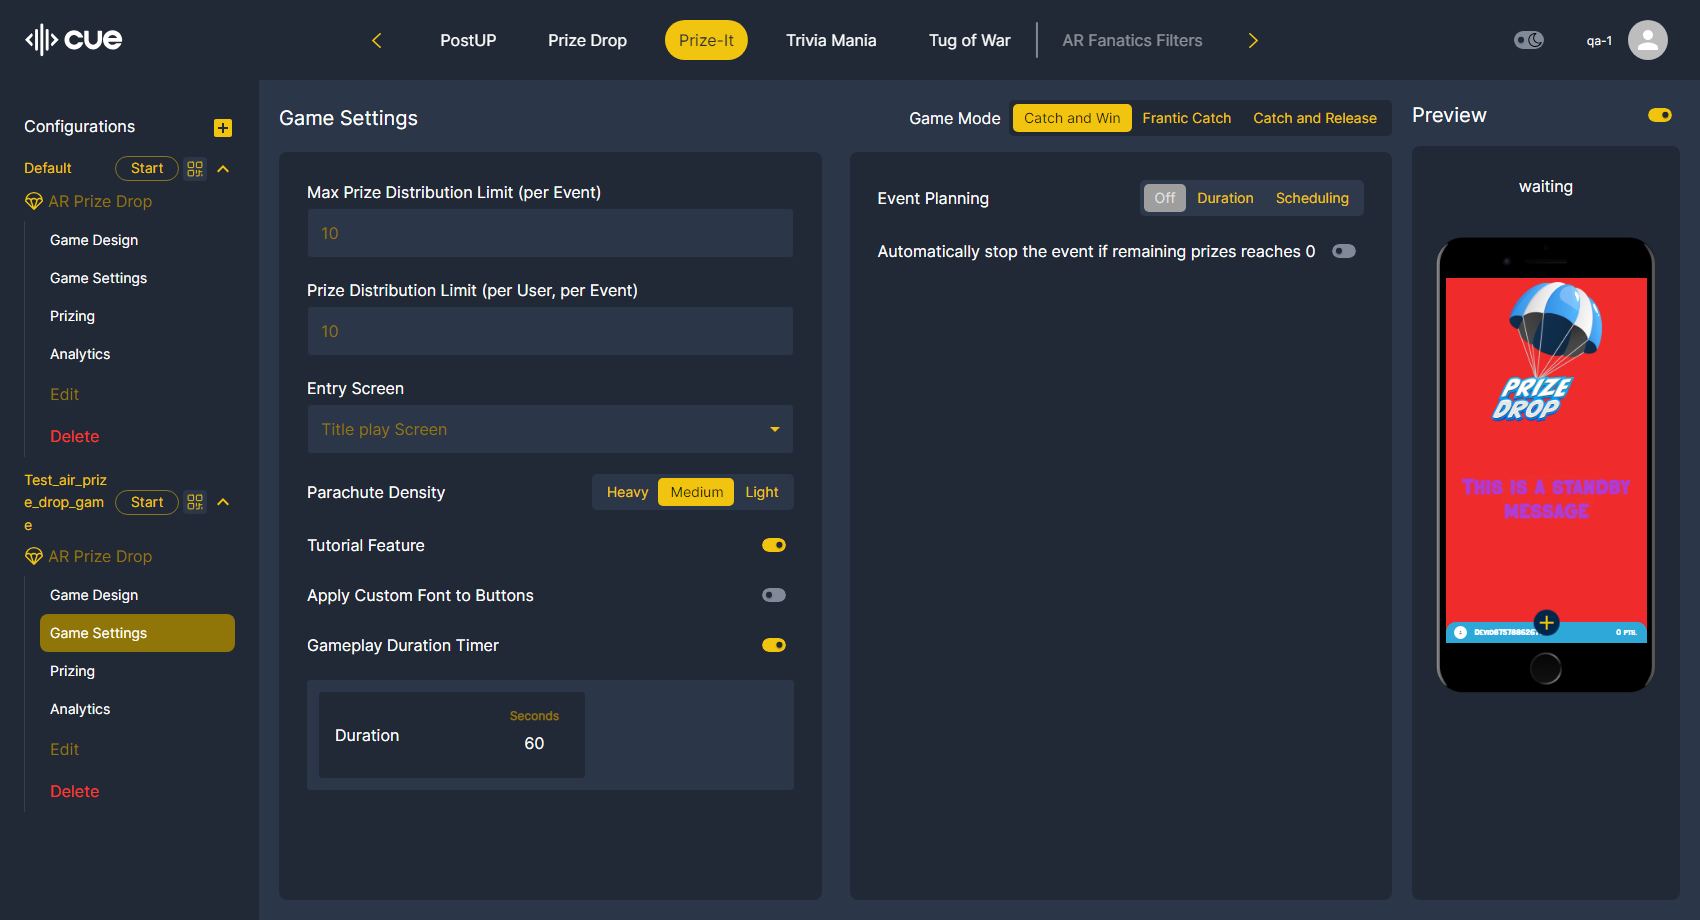 cue
PostUP
Prize Drop
Prize-It
Trivia Mania
Tug of War
AR Fanatics Filters
qa-1
Configurations
Default
Start
AR Prize Drop
Game Design
Game Settings
Prizing
Analytics
Edit
Delete
Test_air_priz
e_drop_gam
e
Start
AR Prize Drop
Game Design
Game Settings
Prizing
Analytics
Edit
Delete
Game Settings
Game Mode
Catch and Win
Frantic Catch
Catch and Release
Max Prize Distribution Limit (per Event)
10
Prize Distribution Limit (per User, per Event)
10
Entry Screen
Title play Screen
Parachute Density
Heavy
Medium
Light
Tutorial Feature
Apply Custom Font to Buttons
Gameplay Duration Timer
Duration
Seconds
60
Event Planning
Off
Duration
Scheduling
Automatically stop the event if remaining prizes reaches 0
Preview
waiting
PRIZE
DROP
THIS IS A STANDBY
MESSAGE
0 PTS.